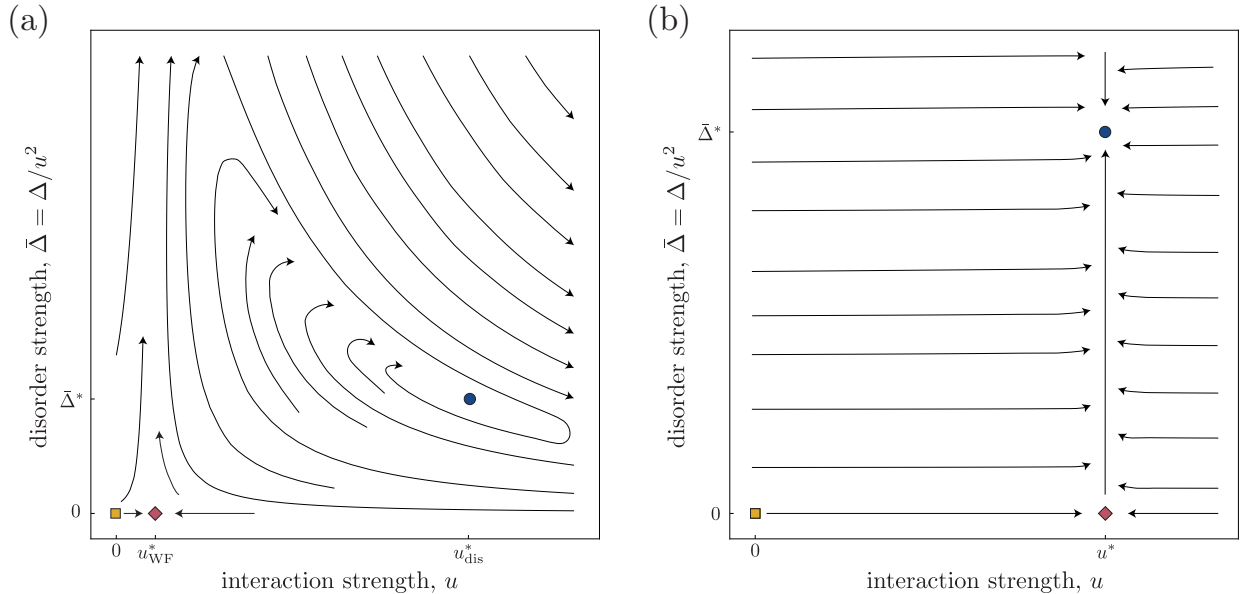 (a)
disorder strength, Δ̄ = Δ/u²
Δ̄*
0
0
u*WF
u*dis
interaction strength, u
(b)
disorder strength, Δ̄ = Δ/u²
Δ̄*
0
0
u*
interaction strength, u